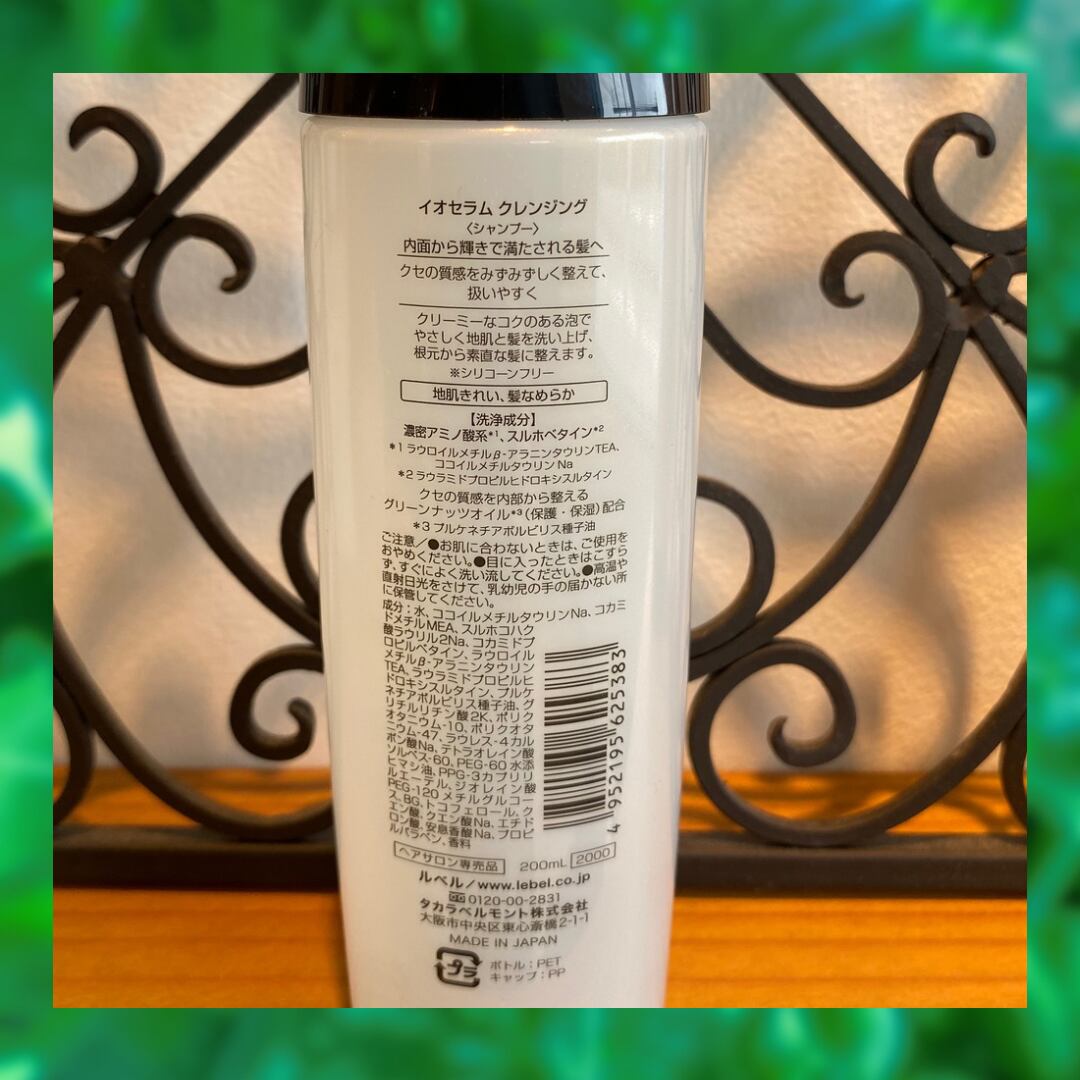 イオセラム クレンジング
〈シャンプー〉
内面から輝きで満たされる髪へ
クセの質感をみずみずしく整えて、
扱いやすく
クリーミーなコクのある泡で
やさしく地肌と髪を洗い上げ、
根元から素直な髪に整えます。
※シリコーンフリー
地肌きれい、髪なめらか
【洗浄成分】
濃密アミノ酸系*1、スルホベタイン*2
*1 ラウロイルメチルβ-アラニンタウリンTEA、
ココイルメチルタウリンNa
*2 ラウラミドプロピルヒドロキシスルタイン
クセの質感を内部から整える
グリーンナッツオイル*3(保護・保湿)配合
*3 プルケネチアボルビリス種子油
ご注意/●お肌に合わないときは、ご使用を
おやめください。●目に入ったときはこすら
ず、すぐによく洗い流してください。●高温や
直射日光をさけて、乳幼児の手の届かない所
に保管してください。
成分:水、ココイルメチルタウリンNa、コカミ
ドメチルMEA、スルホコハク
酸ラウリル2Na、コカミドプ
ロピルベタイン、ラウロイル
メチルβ-アラニンタウリン
TEA、ラウラミドプロピルヒ
ドロキシスルタイン、プルケ
ネチアボルビリス種子油、グ
リチルリチン酸2K、ポリク
オタニウム-10、ポリクオタ
ニウム-47、ラウレス-4カル
ボン酸Na、テトラオレイン酸
ソルベス-60、PEG-60水添
ヒマシ油、PPG-3カプリリ
ルエーテル、ジオレイン酸
PEG-120メチルグルコー
ス、BG、トコフェロール、ク
エン酸、クエン酸Na、エチド
ロン酸、安息香酸Na、プロピ
ルパラベン、香料
4952195625383
ヘアサロン専売品 200mL 2000
ルベル/www.lebel.co.jp
0120-00-2831
タカラベルモント株式会社
大阪市中央区東心斎橋2-1-1
MADE IN JAPAN
プラ
ボトル:PET
キャップ:PP